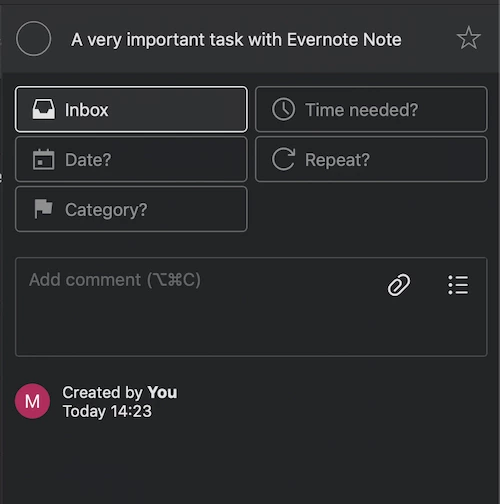 A very important task with Evernote Note
Inbox
Time needed?
Date?
Repeat?
Category?
Add comment (⌥⌘C)
M
Created by You
Today 14:23